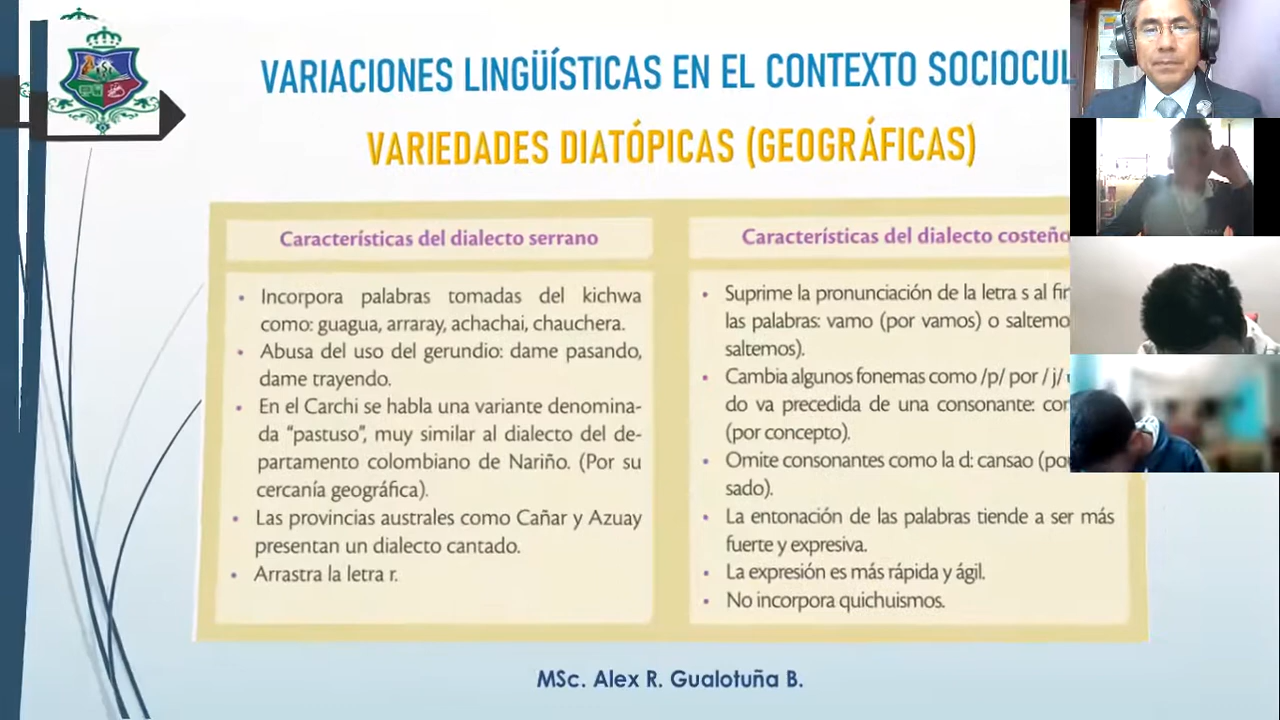 VARIACIONES LINGÜÍSTICAS EN EL CONTEXTO
VARIEDADES DIATÓPICAS (GEOGRÁFICAS)
Características del dialecto serrano
• Incorpora palabras tomadas del kichwa
como: guagua, arraray, achachai, chauchera.
• Abusa del uso del gerundio: dame pasando,
dame trayendo.
• En el Carchi se habla una variante denomina-
da “pastuso”, muy similar al dialecto del de-
partamento colombiano de Nariño. (Por su
cercanía geográfica).
• Las provincias australes como Cañar y Azuay
presentan un dialecto cantado.
• Arrastra la letra r.
Características del dialecto costeño
• Suprime la pronunciación de la letra s al
las palabras: vamo (por vamos) o saltemo
saltemos).
• Cambia algunos fonemas como /p/ por /j/
do va precedida de una consonante:
(por concepto).
• Omite consonantes como la d: cansao
sado).
• La entonación de las palabras tiende a ser más
fuerte y expresiva.
• La expresión es más rápida y ágil.
• No incorpora quichuismos.
MSc. Alex R. Gualotuña B.